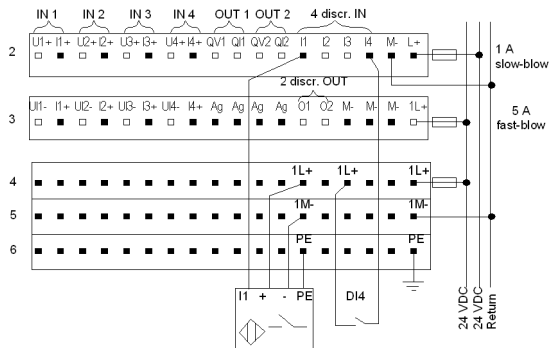 IN 1 IN 2 IN 3 IN 4 OUT 1 OUT 2 4 discr. IN
2 U1+ I1+ U2+ I2+ U3+ I3+ U4+ I4+ QV1 QI1 QV2 QI2 I1 I2 I3 I4 M- L+
1 A
slow-blow
2 discr. OUT
3 UI1- I1+ UI2- I2+ UI3- I3+ UI4- I4+ Ag Ag Ag Ag O1 O2 M- M- M- 1L+
5 A
fast-blow
4 1L+ 1L+ 1L+
5 1M- 1M-
6 PE PE
I1 + - PE DI4
24 VDC
24 VDC
Return